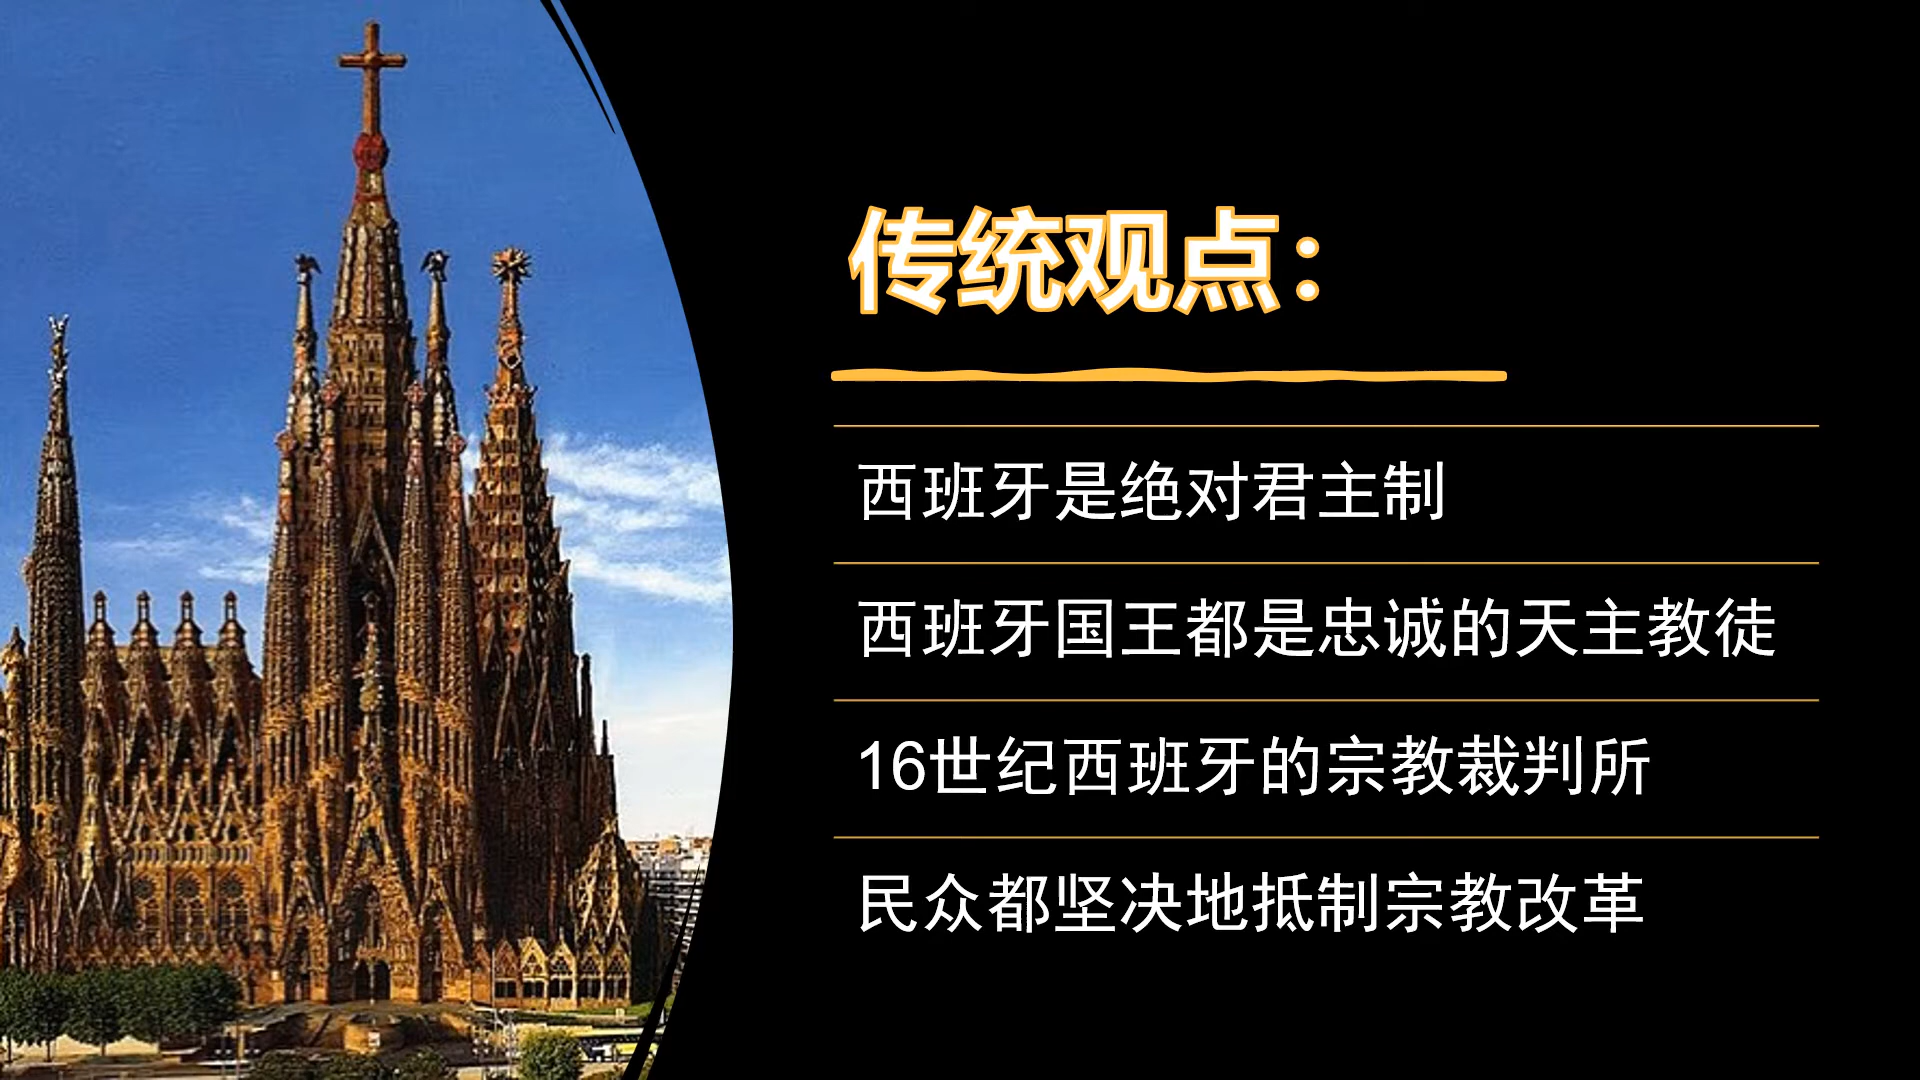 传统观点：
西班牙是绝对君主制
西班牙国王都是忠诚的天主教徒
16世纪西班牙的宗教裁判所
民众都坚决地抵制宗教改革